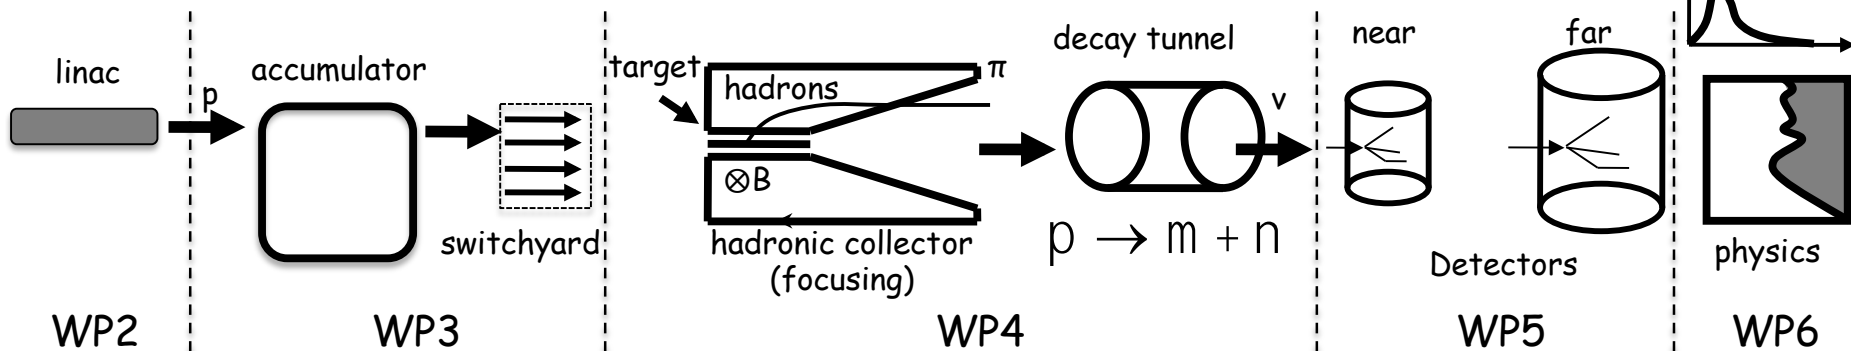 linac
p
accumulator
switchyard
target
hadrons
π
⊗B
hadronic collector
(focusing)
decay tunnel
ν
p → m + n
near
far
Detectors
physics
WP2
WP3
WP4
WP5
WP6